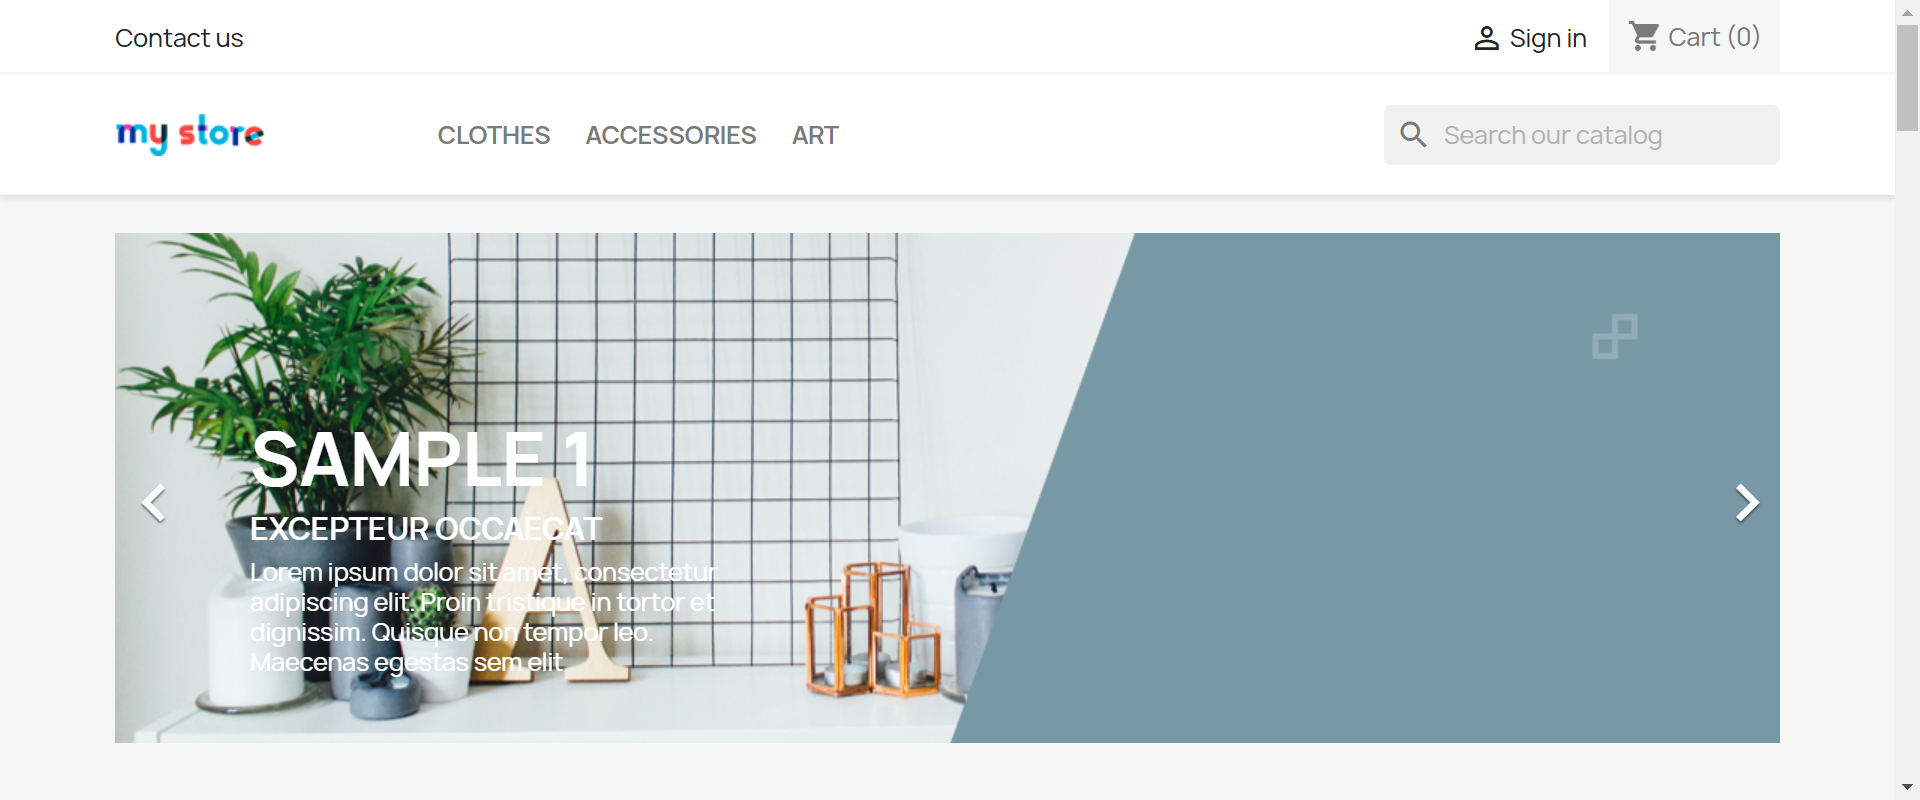 Contact us
Sign in
Cart (0)
my store
CLOTHES ACCESSORIES ART
Search our catalog
SAMPLE 1
EXCEPTEUR OCCAECAT
Lorem ipsum dolor sit amet, consectetur
adipiscing elit. Proin tristique in tortor et
dignissim. Quisque non tempor leo.
Maecenas egestas sem elit